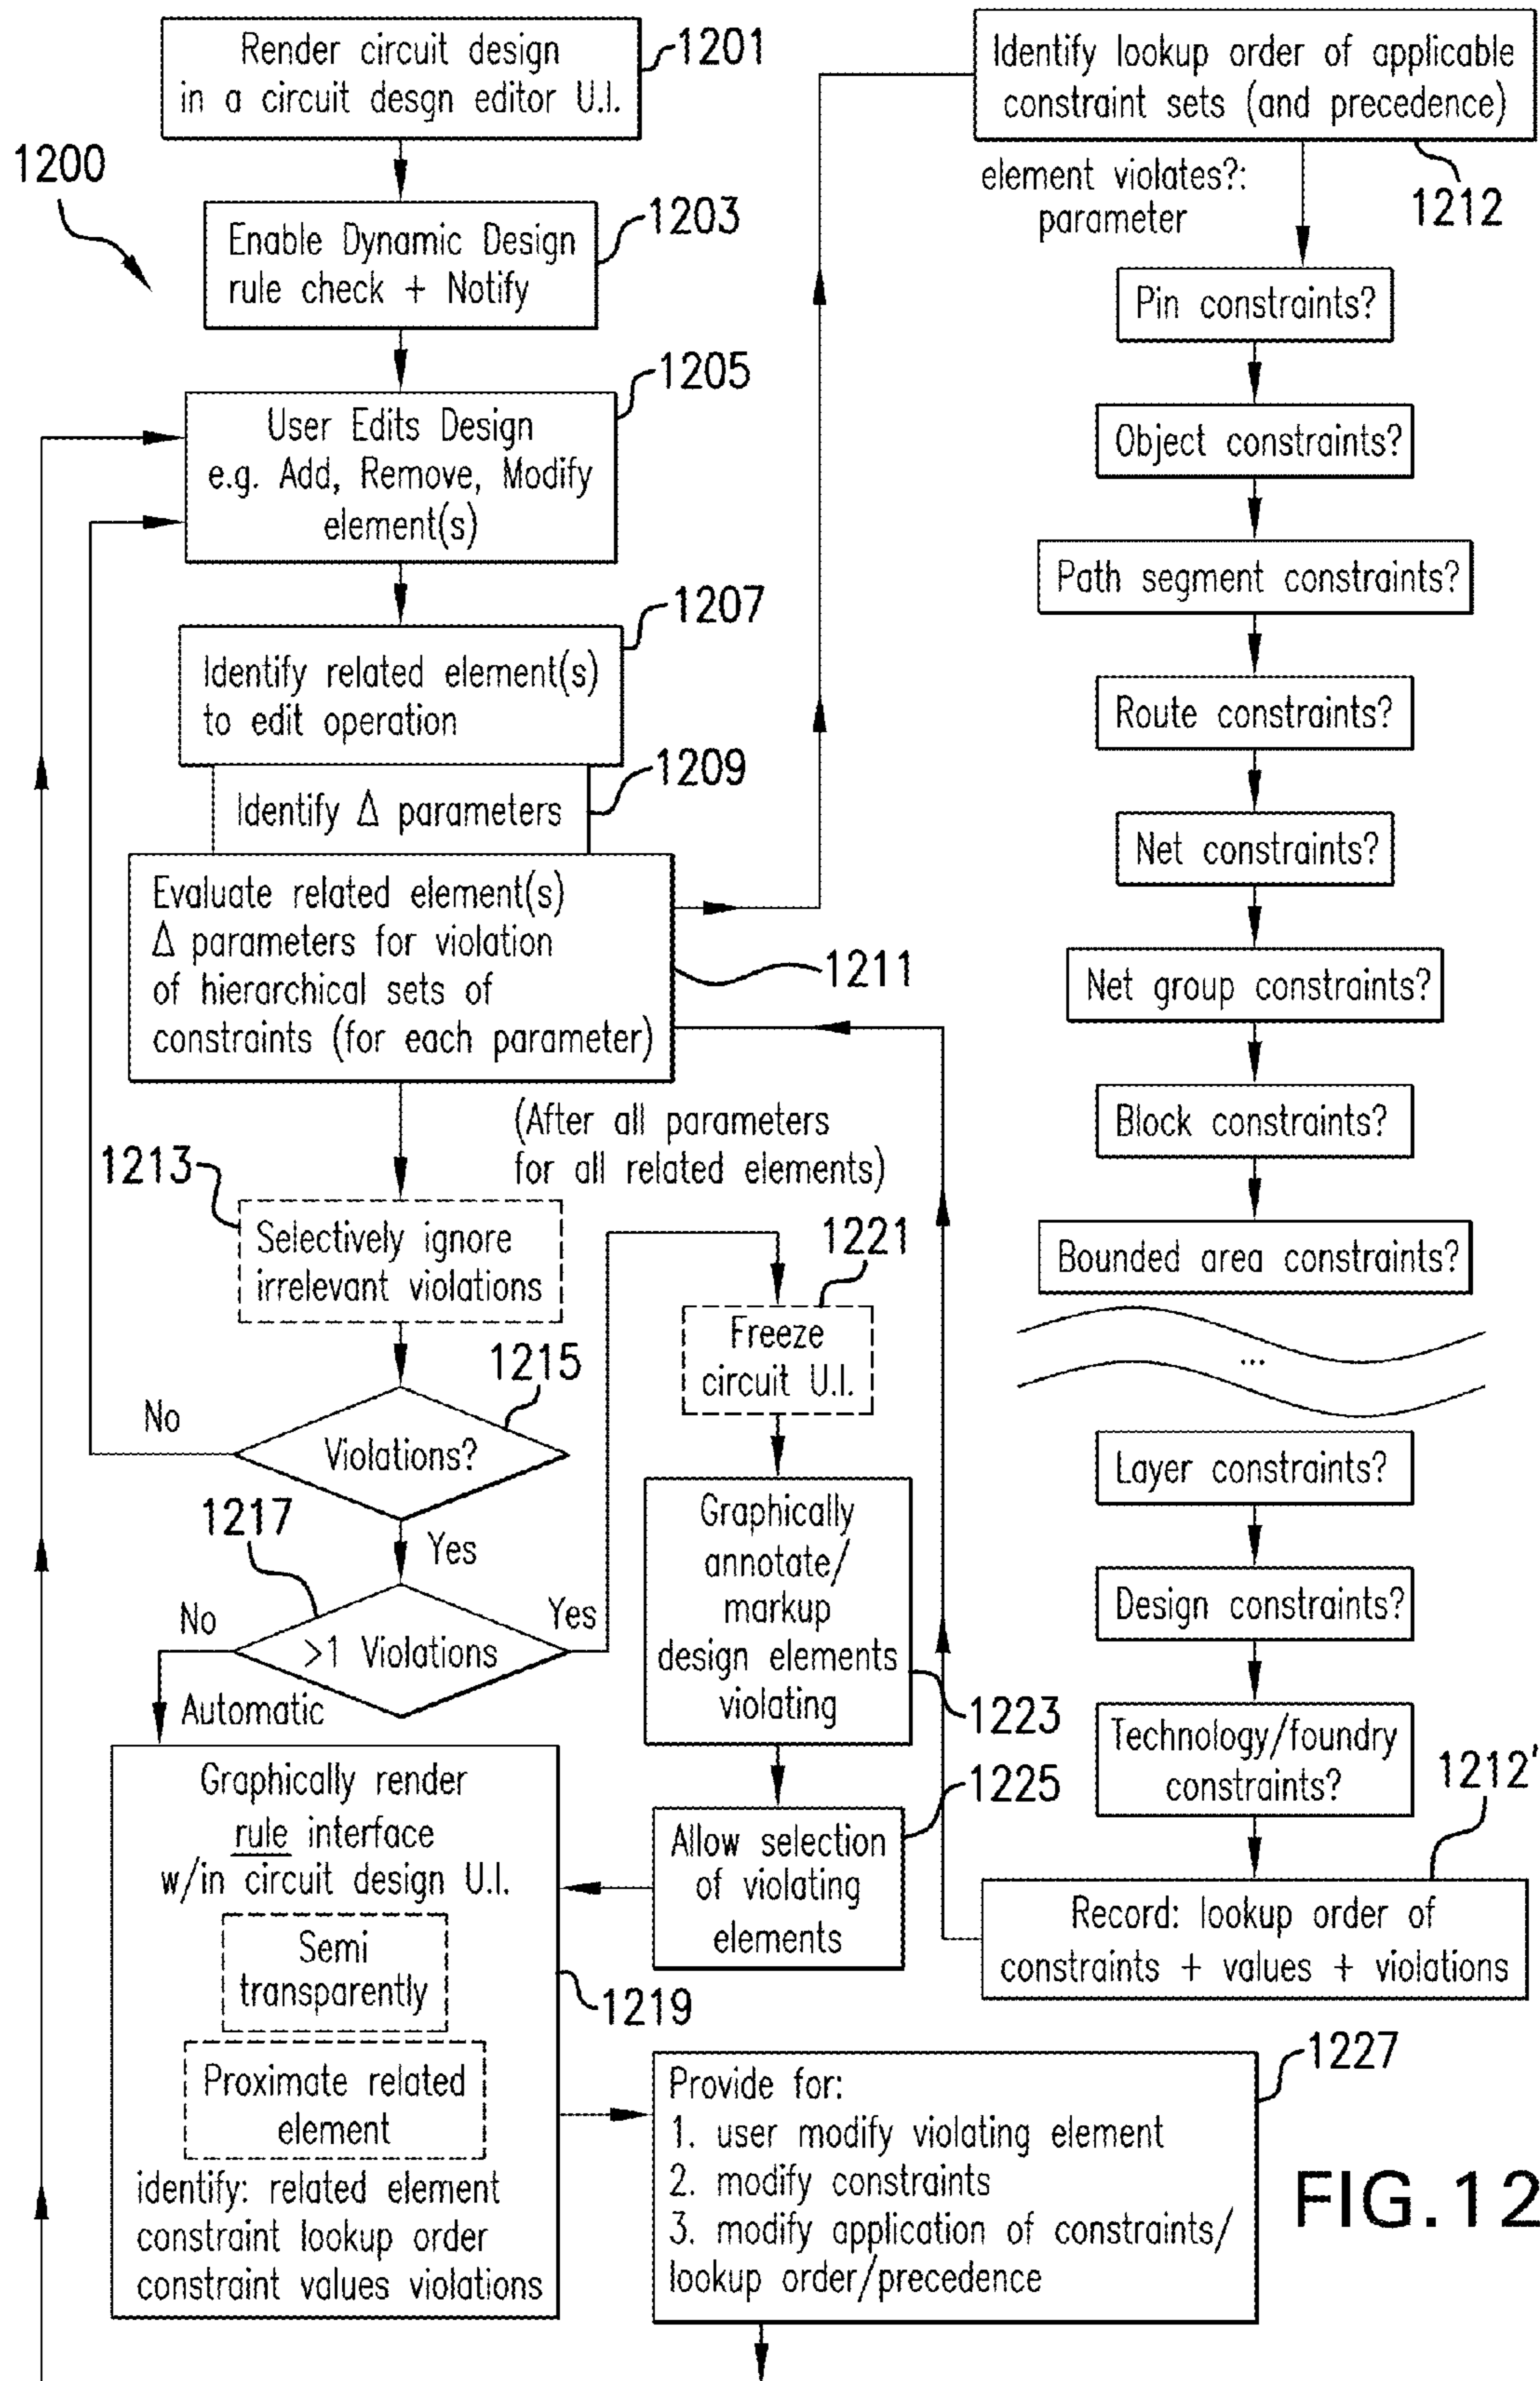 Render circuit design
in a circuit desgn editor U.I.
1201
1200
Enable Dynamic Design
rule check + Notify
1203
User Edits Design
e.g. Add, Remove, Modify
element(s)
1205
Identify related element(s)
to edit operation
1207
Identify Δ parameters
1209
Evaluate related element(s)
Δ parameters for violation
of hierarchical sets of
constraints (for each parameter)
1211
(After all parameters
for all related elements)
1213
Selectively ignore
irrelevant violations
1215
Violations?
No
Yes
1217
>1 Violations
No
Yes
Automatic
Graphically render
rule interface
w/in circuit design U.I.
Semi
transparently
Proximate related
element
identify: related element
constraint lookup order
constraint values violations
1219
1221
Freeze
circuit U.I.
Graphically
annotate/
markup
design elements
violating
1223
Allow selection
of violating
elements
1225
Provide for:
1. user modify violating element
2. modify constraints
3. modify application of constraints/
lookup order/precedence
1227
Identify lookup order of applicable
constraint sets (and precedence)
1212
element violates?:
parameter
Pin constraints?
Object constraints?
Path segment constraints?
Route constraints?
Net constraints?
Net group constraints?
Block constraints?
Bounded area constraints?
...
Layer constraints?
Design constraints?
Technology/foundry
constraints?
1212'
Record: lookup order of
constraints + values + violations
FIG.12